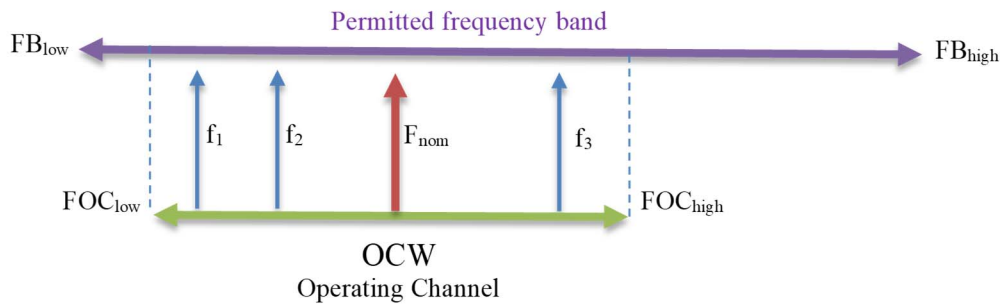 Permitted frequency band
FBlow
FBhigh
f1
f2
Fnom
f3
FOClow
FOChigh
OCW
Operating Channel